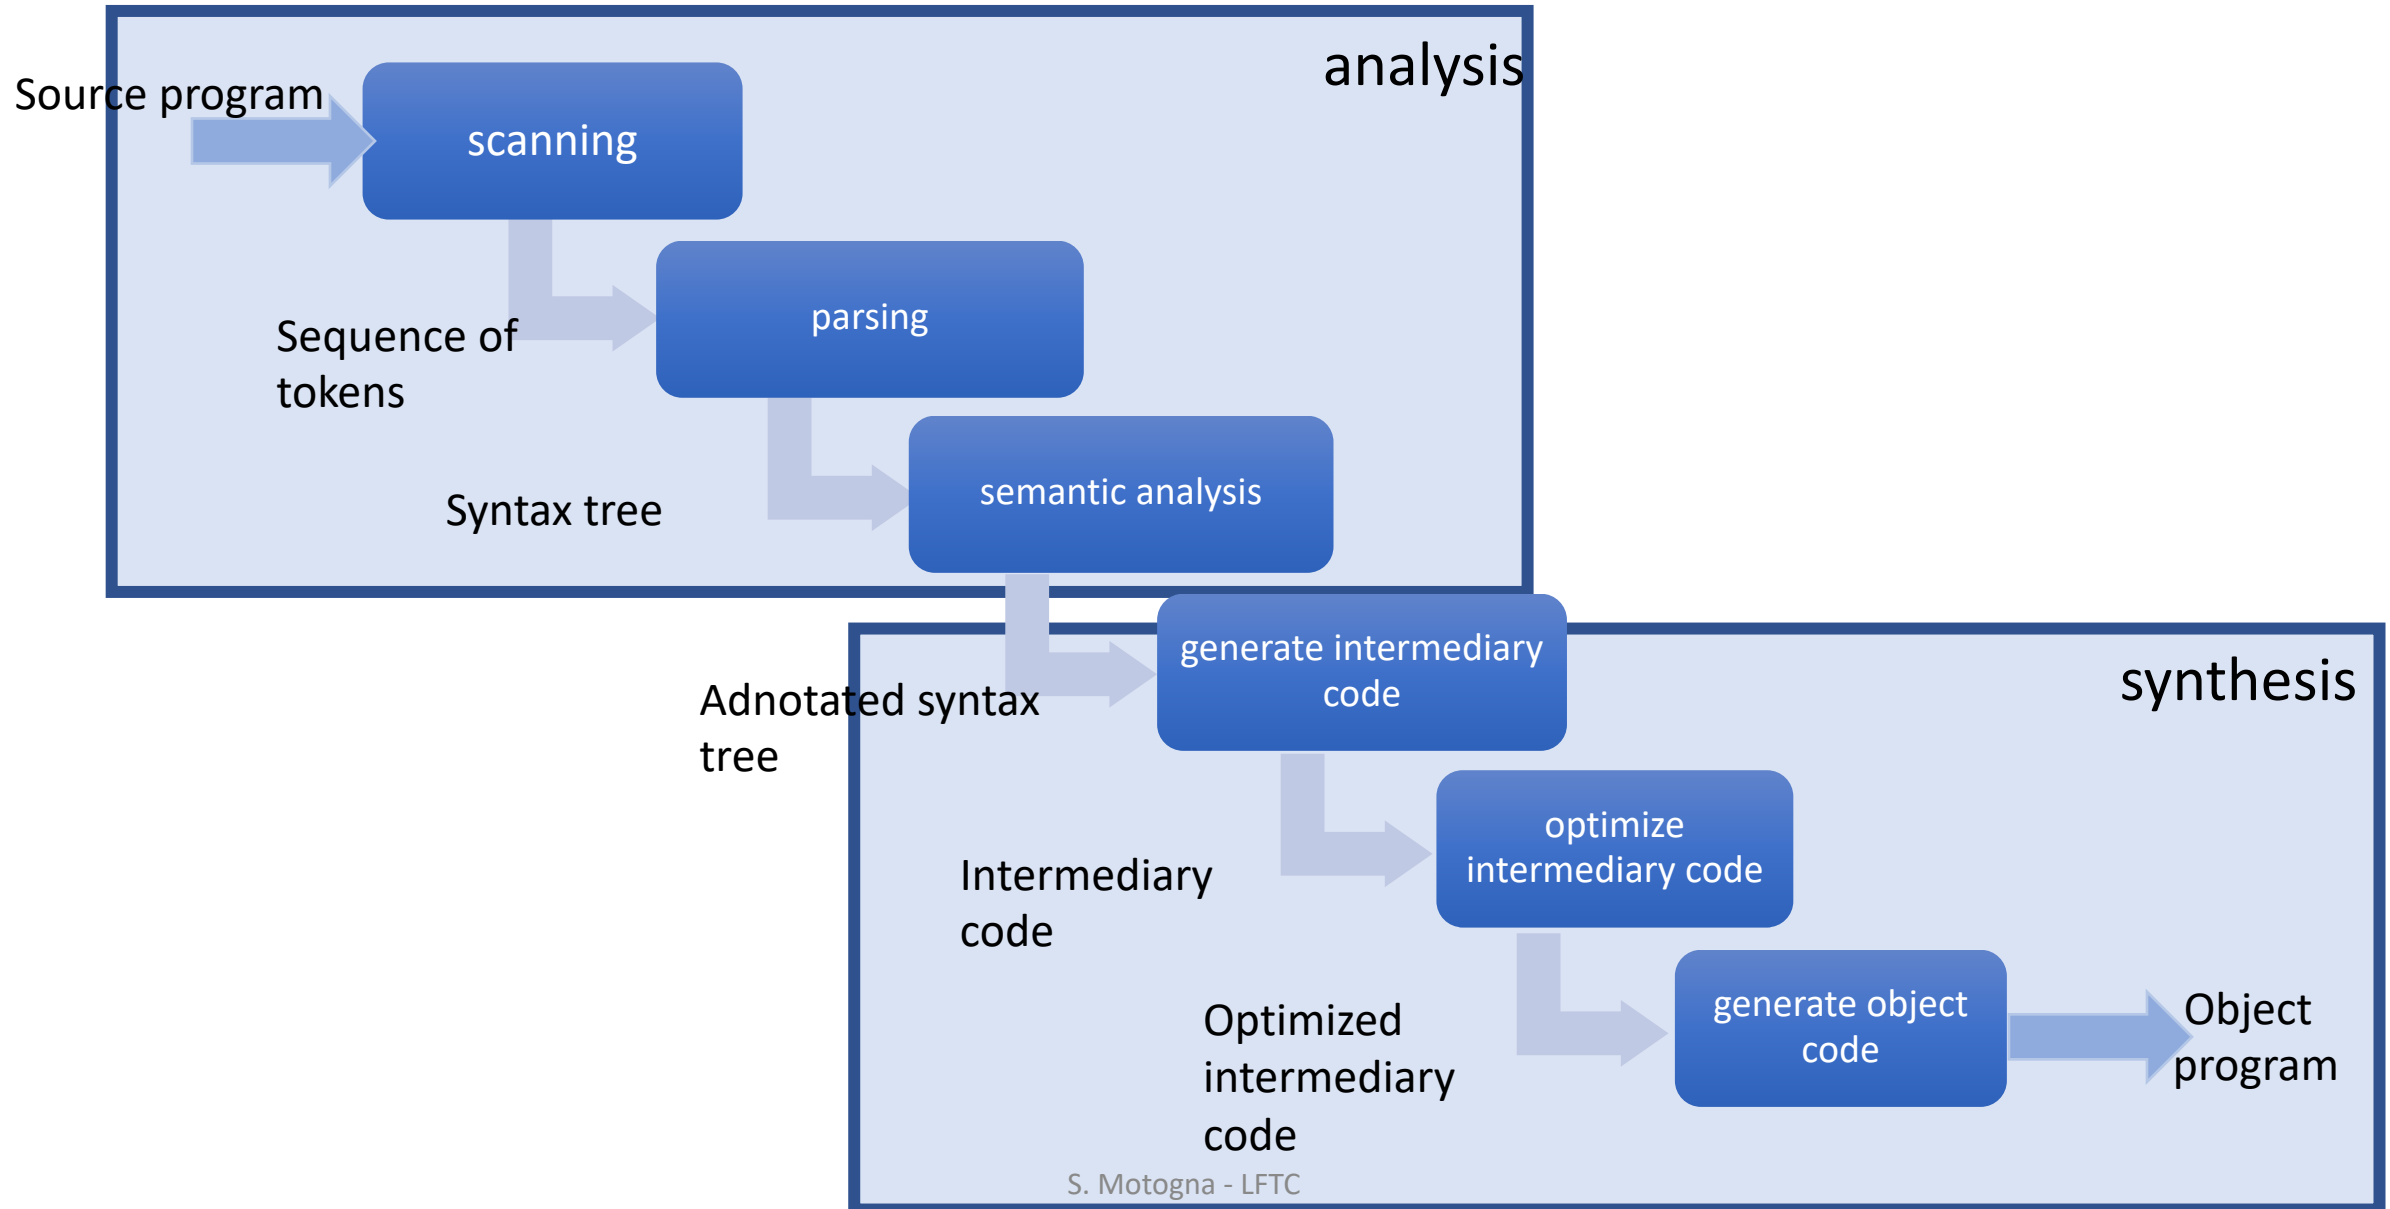 analysis
Source program
scanning
parsing
Sequence of
tokens
semantic analysis
Syntax tree
generate intermediary
code
synthesis
Adnotated syntax
tree
optimize
intermediary code
Intermediary
code
generate object
code
Object
program
Optimized
intermediary
code
S. Motogna - LFTC